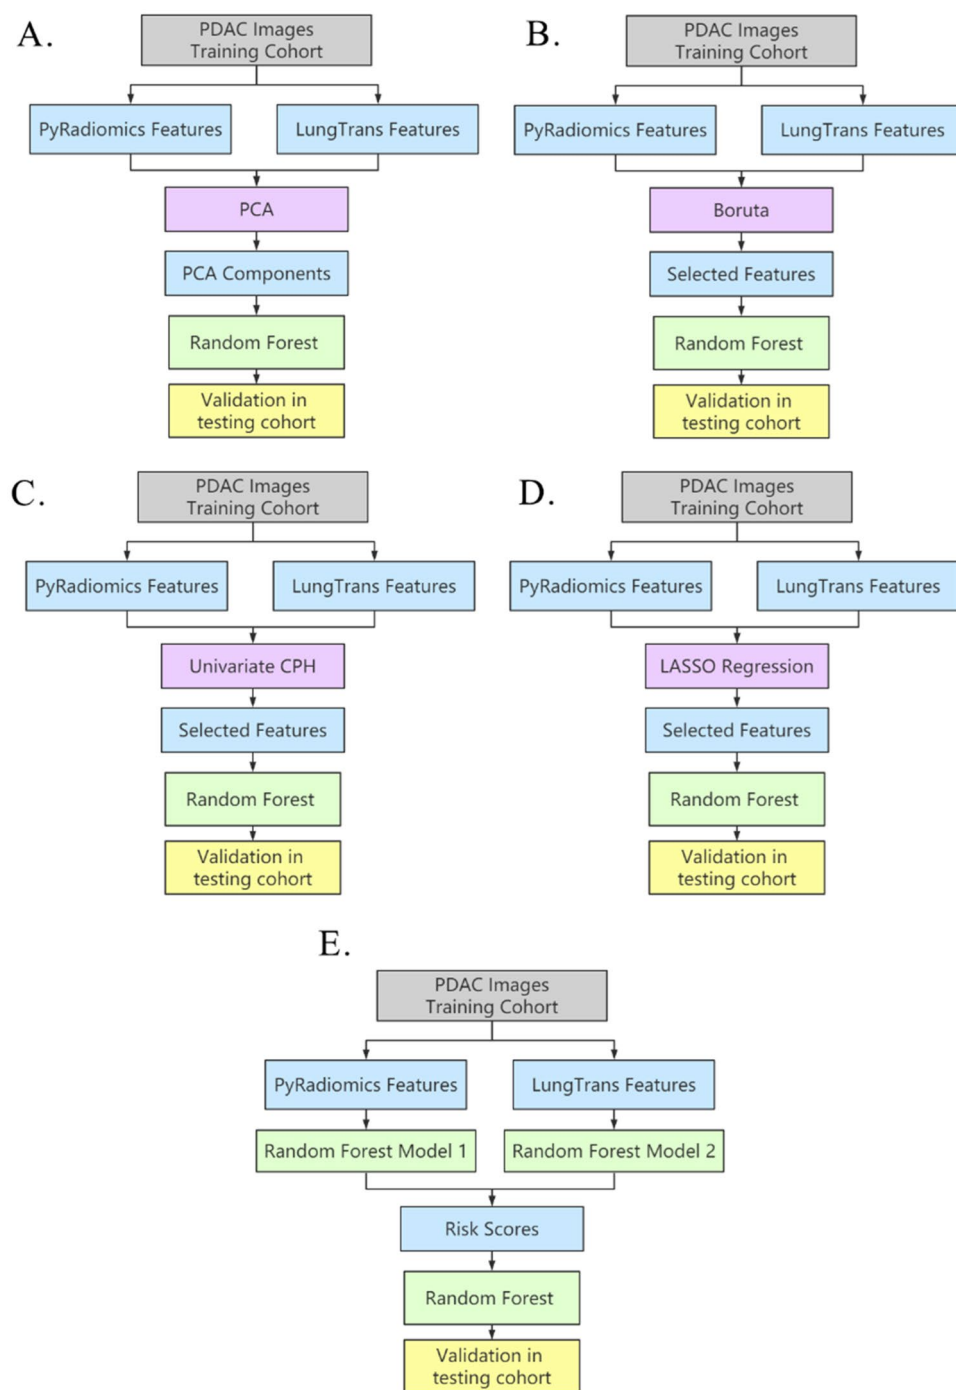 A.
PDAC Images
Training Cohort
PyRadiomics Features
LungTrans Features
PCA
PCA Components
Random Forest
Validation in
testing cohort
B.
PDAC Images
Training Cohort
PyRadiomics Features
LungTrans Features
Boruta
Selected Features
Random Forest
Validation in
testing cohort
C.
PDAC Images
Training Cohort
PyRadiomics Features
LungTrans Features
Univariate CPH
Selected Features
Random Forest
Validation in
testing cohort
D.
PDAC Images
Training Cohort
PyRadiomics Features
LungTrans Features
LASSO Regression
Selected Features
Random Forest
Validation in
testing cohort
E.
PDAC Images
Training Cohort
PyRadiomics Features
LungTrans Features
Random Forest Model 1
Random Forest Model 2
Risk Scores
Random Forest
Validation in
testing cohort